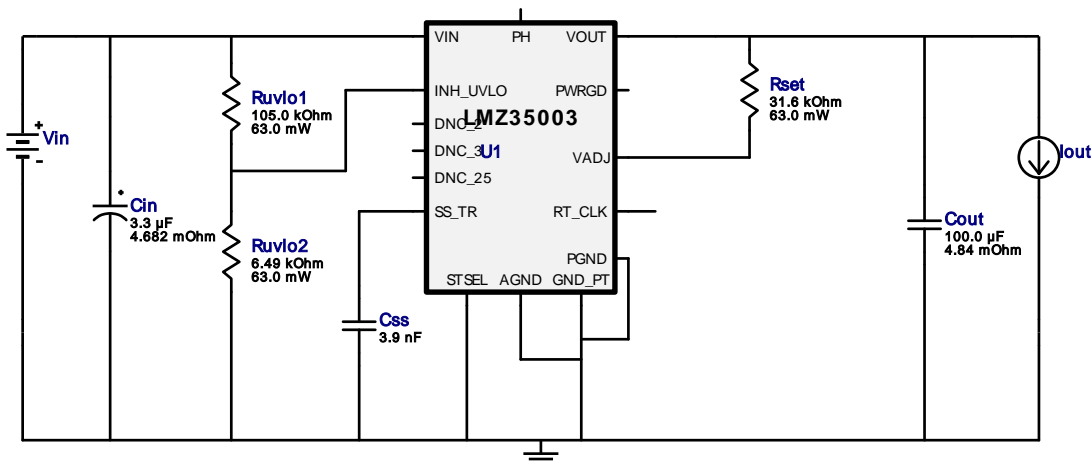 VIN
PH
VOUT
INH_UVLO
PWRGD
LMZ35003
DNC_2
DNC_3
U1
VADJ
DNC_25
SS_TR
RT_CLK
PGND
STSEL
AGND
GND_PT
Vin
+
-
Cin
3.3 µF
4.682 mOhm
Ruvlo1
105.0 kOhm
63.0 mW
Ruvlo2
6.49 kOhm
63.0 mW
Css
3.9 nF
Rset
31.6 kOhm
63.0 mW
Cout
100.0 µF
4.84 mOhm
Iout